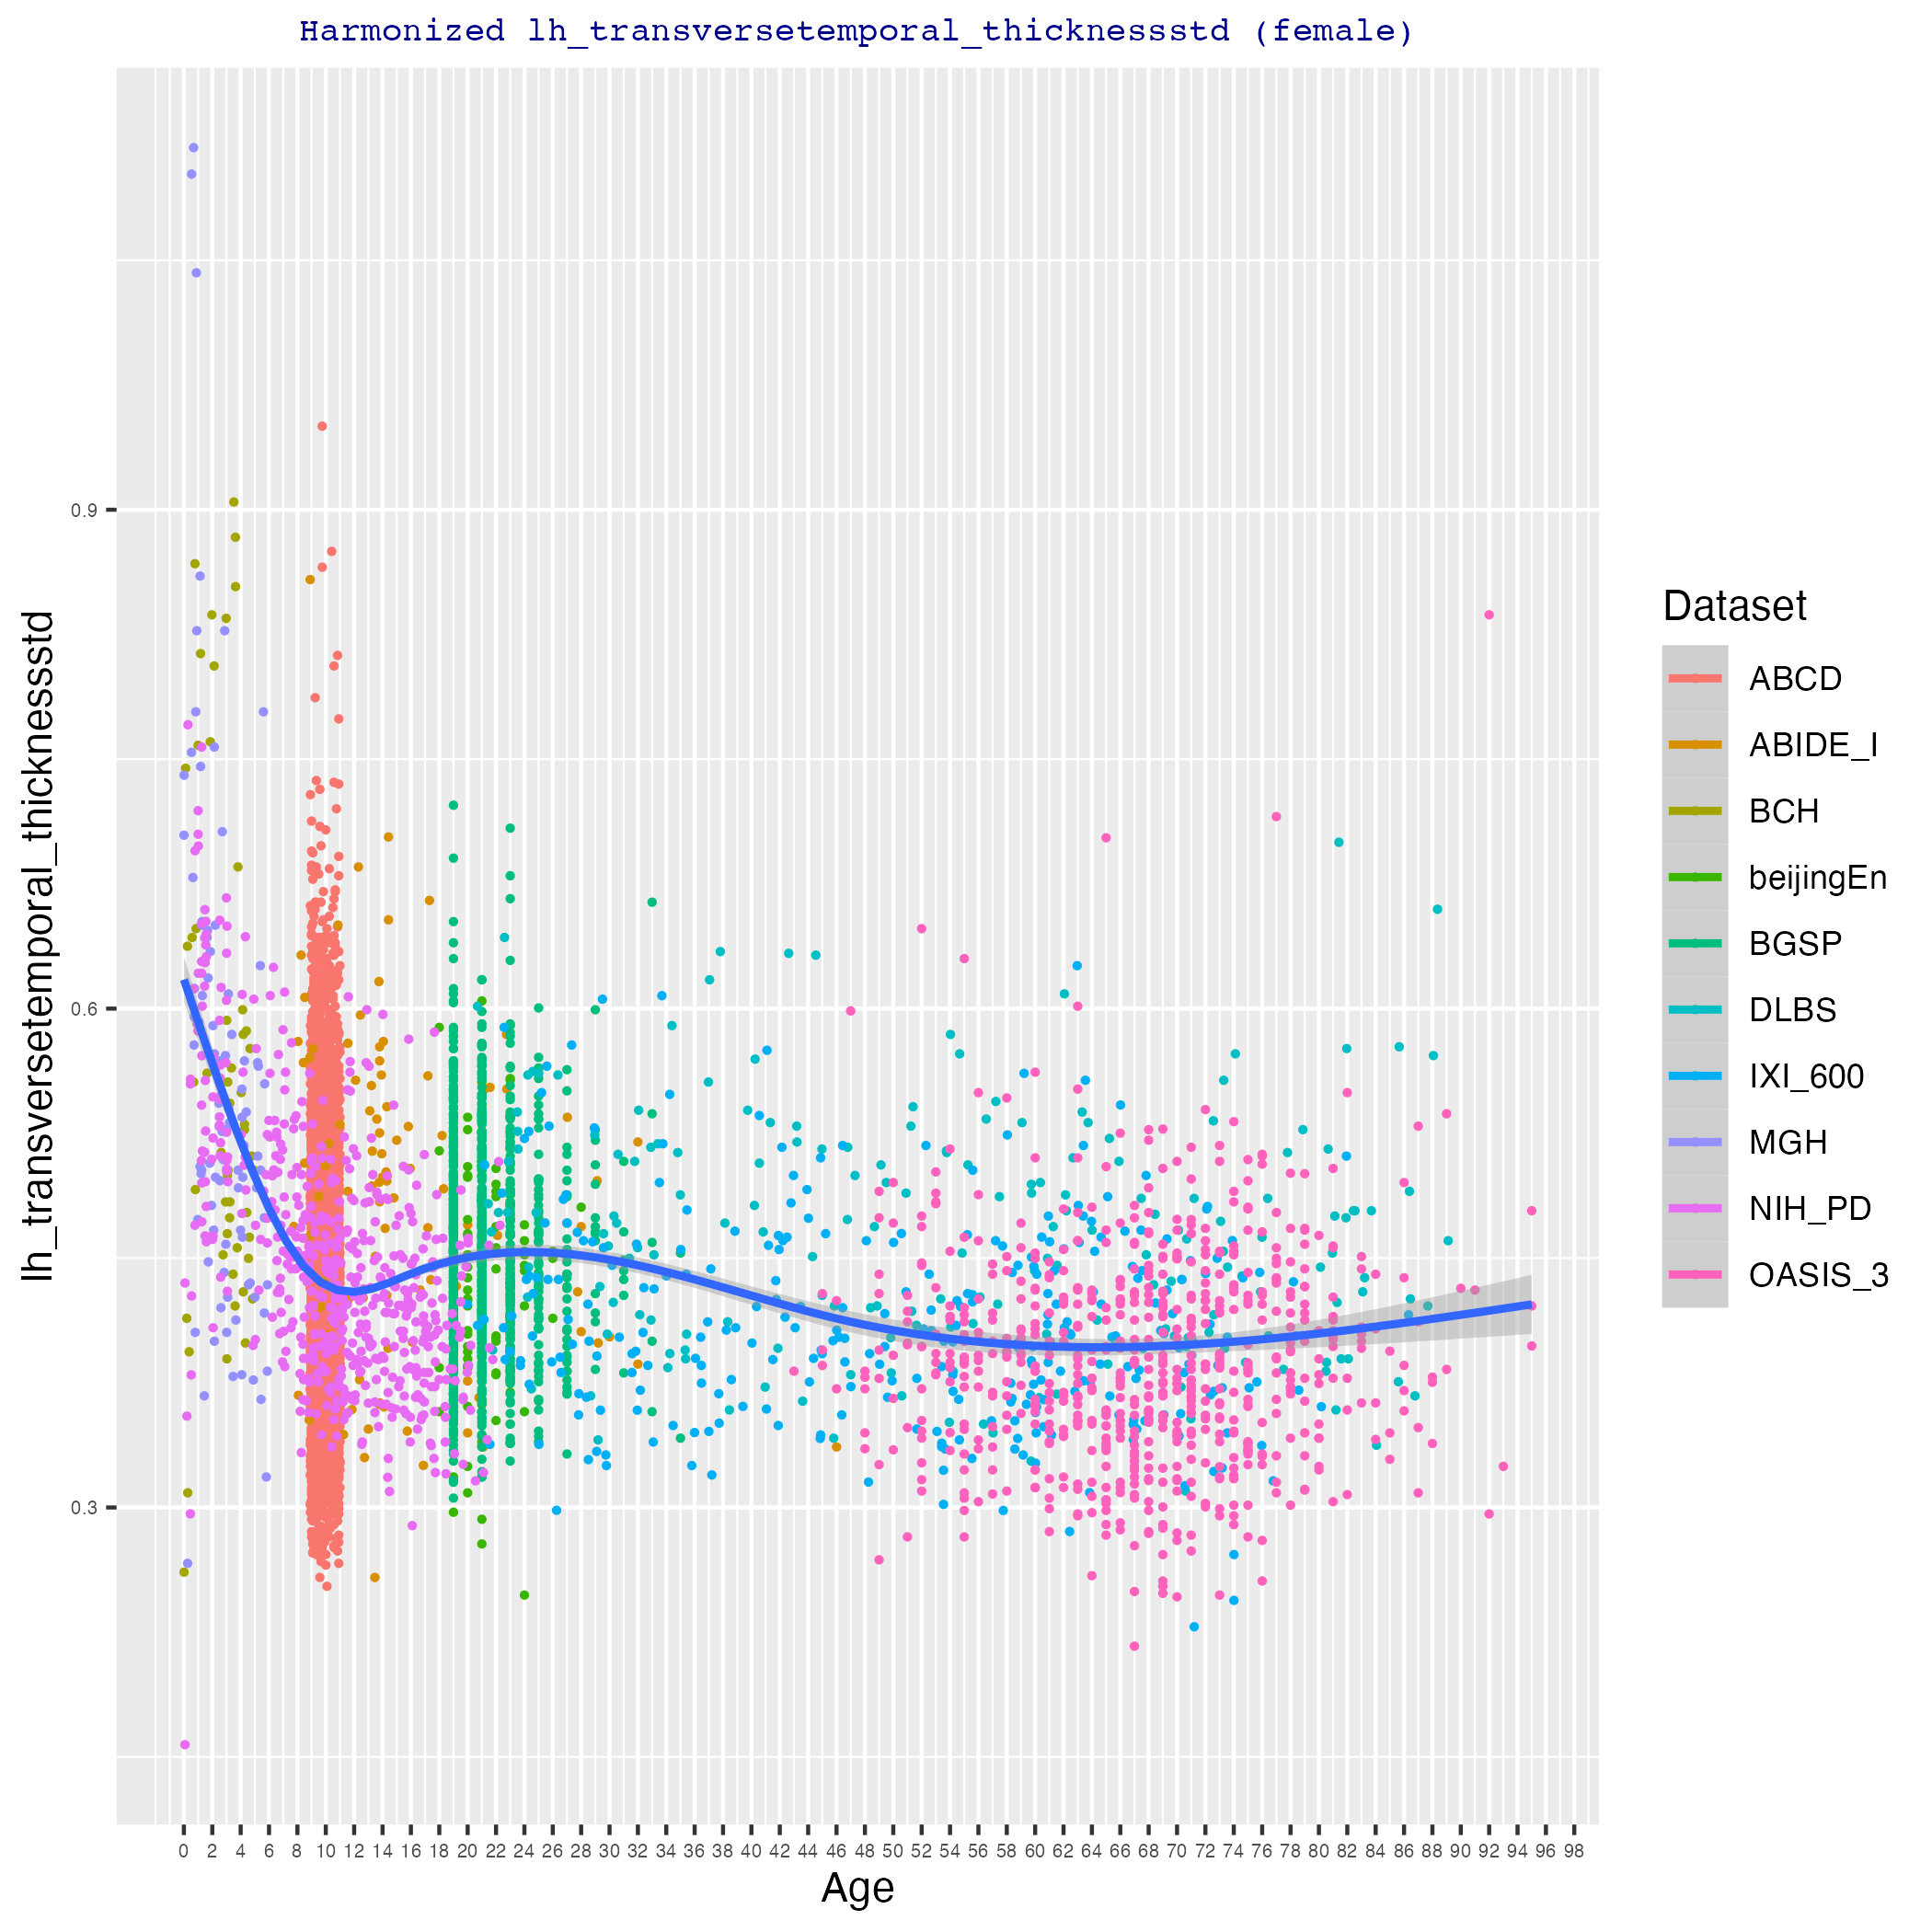 Harmonized lh_transversetemporal_thicknessstd (female)
lh_transversetemporal_thicknessstd
0.9
0.6
0.3
0 2 4 6 8 10 12 14 16 18 20 22 24 26 28 30 32 34 36 38 40 42 44 46 48 50 52 54 56 58 60 62 64 66 68 70 72 74 76 78 80 82 84 86 88 90 92 94 96 98
Age
Dataset
ABCD
ABIDE_I
BCH
beijingEn
BGSP
DLBS
IXI_600
MGH
NIH_PD
OASIS_3